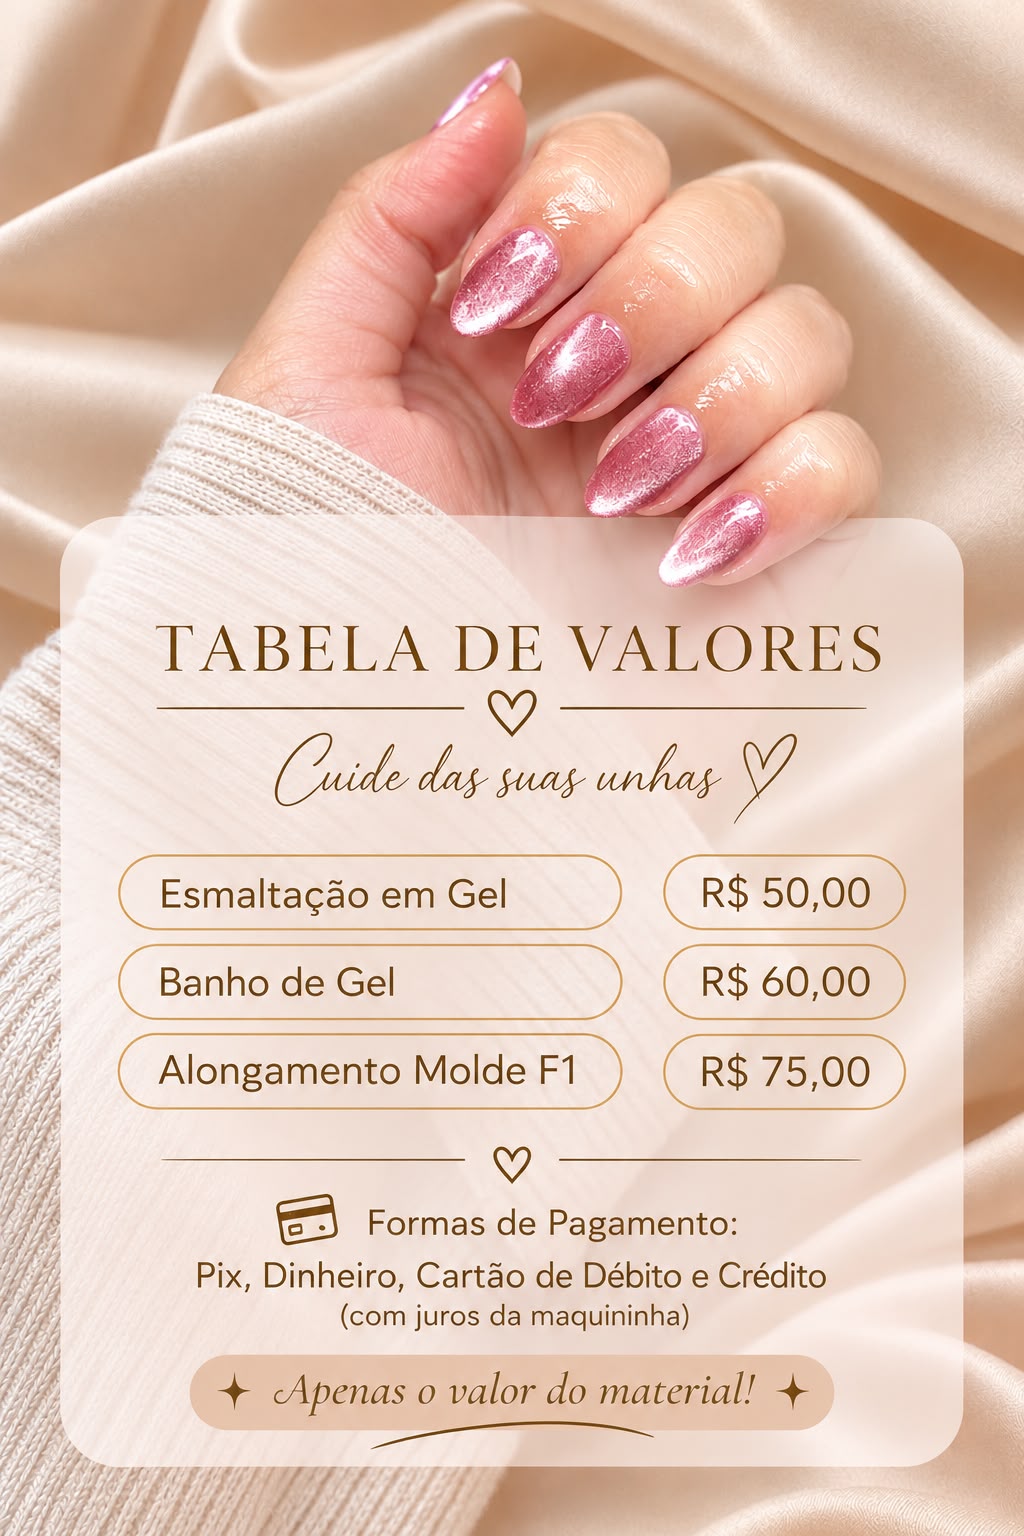 TABELA DE VALORES
Cuide das suas unhas
Esmaltação em Gel R$ 50,00
Banho de Gel R$ 60,00
Alongamento Molde F1 R$ 75,00
Formas de Pagamento:
Pix, Dinheiro, Cartão de Débito e Crédito
(com juros da maquininha)
Apenas o valor do material!